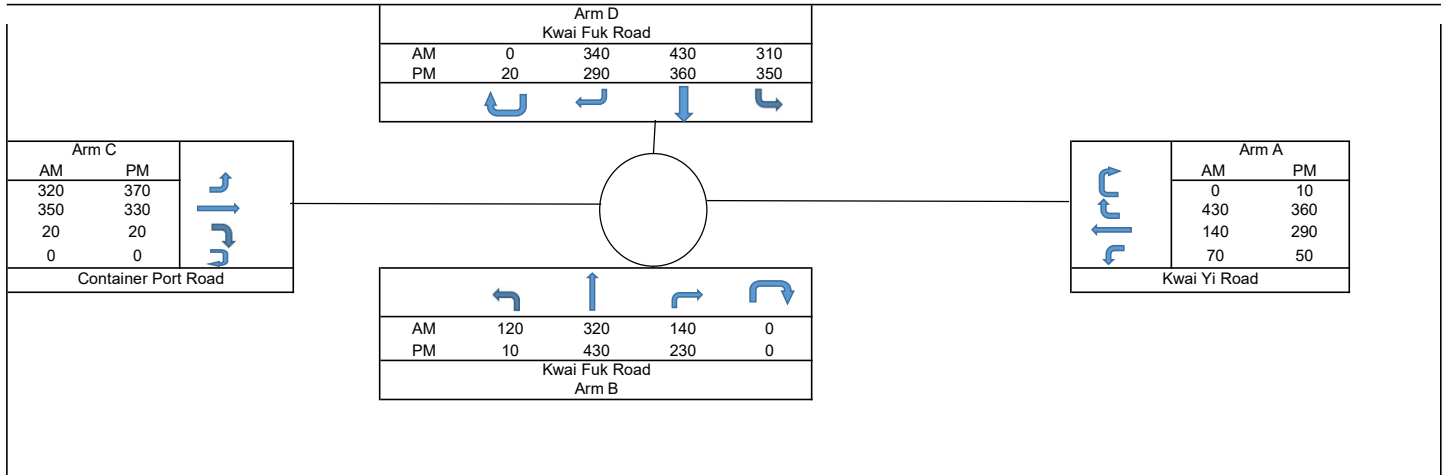 Arm D
Kwai Fuk Road
AM 0 340 430 310
PM 20 290 360 350
Arm C
AM PM
320 370
350 330
20 20
0 0
Container Port Road
Arm A
AM PM
0 10
430 360
140 290
70 50
Kwai Yi Road
AM 120 320 140 0
PM 10 430 230 0
Kwai Fuk Road
Arm B